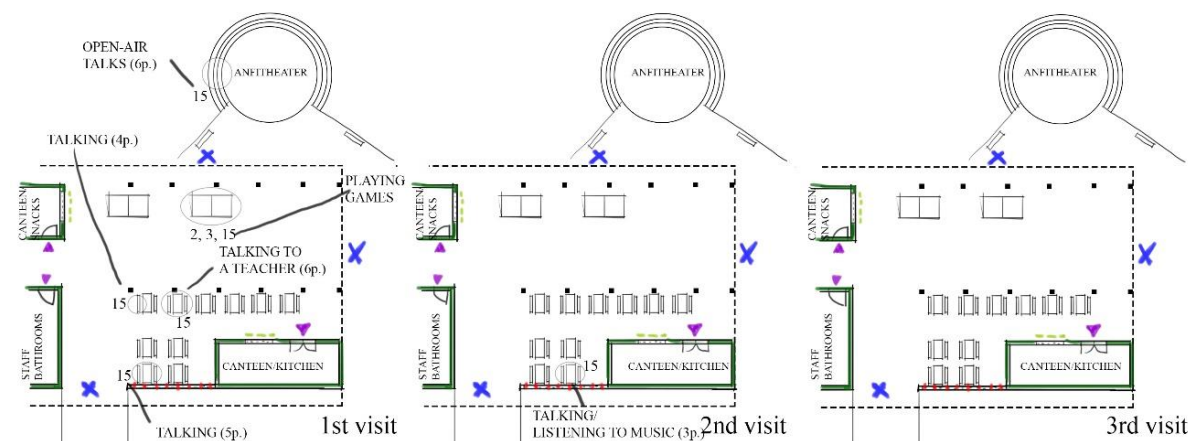 OPEN-AIR
TALKS (6p.)
15
ANFITHEATER
TALKING (4p.)
CANTEEN/
SNACKS
PLAYING
GAMES
2, 3, 15
TALKING TO
A TEACHER (6p.)
15
15
STAFF
BATHROOMS
15
CANTEEN/KITCHEN
TALKING (5p.)
1st visit
ANFITHEATER
CANTEEN/
SNACKS
STAFF
BATHROOMS
15
CANTEEN/KITCHEN
TALKING/
LISTENING TO MUSIC (3p.)
2nd visit
ANFITHEATER
CANTEEN/
SNACKS
STAFF
BATHROOMS
CANTEEN/KITCHEN
3rd visit